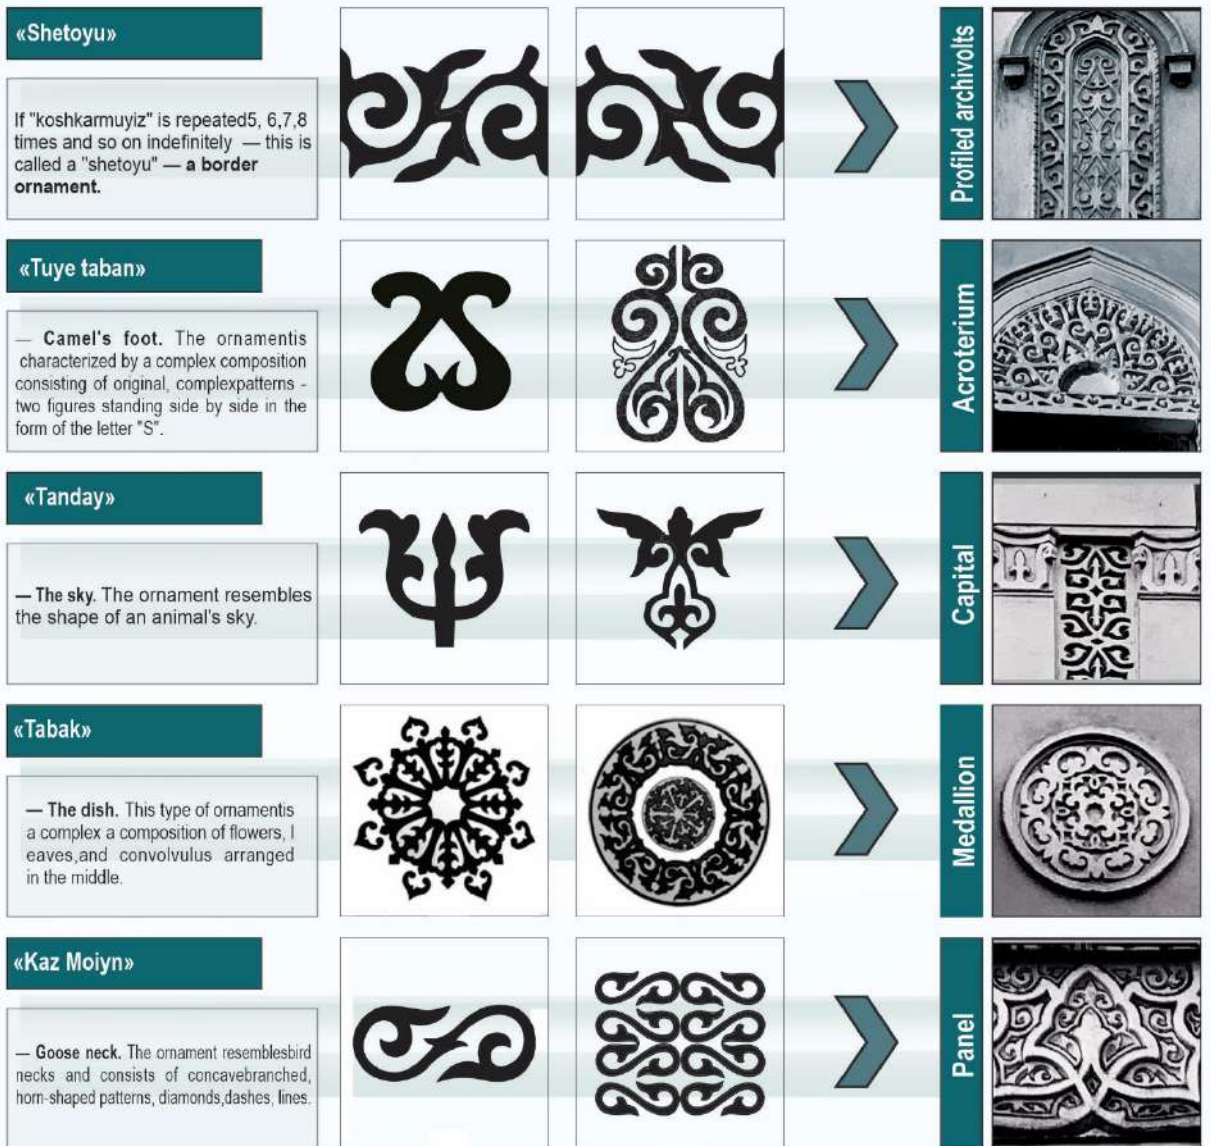 «Shetoyu»
If "koshkarmuyiz" is repeated5, 6,7,8
times and so on indefinitely — this is
called a "shetoyu" — a border
ornament.
Profiled archivolts
«Tuye taban»
— Camel's foot. The ornamentis
characterized by a complex composition
consisting of original, complexpatterns -
two figures standing side by side in the
form of the letter "S".
Acroterium
«Tanday»
— The sky. The ornament resembles
the shape of an animal's sky.
Capital
«Tabak»
— The dish. This type of ornamentis
a complex a composition of flowers, l
eaves,and convolvulus arranged
in the middle.
Medallion
«Kaz Moiyn»
— Goose neck. The ornament resemblesbird
necks and consists of concavebranched,
horn-shaped patterns, diamonds,dashes, lines.
Panel